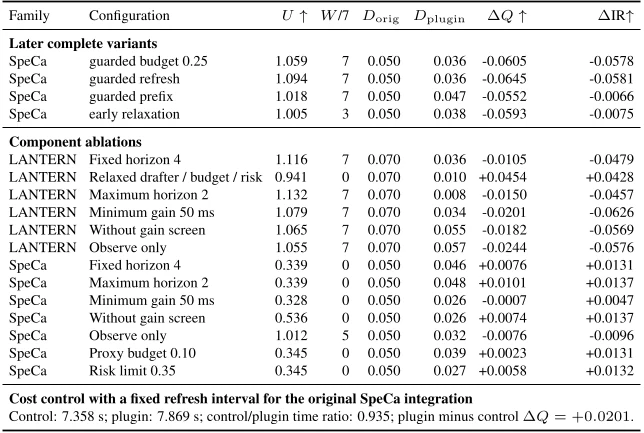 Family Configuration U ↑ W/7 D_orig D_plugin ΔQ ↑ ΔIR↑
Later complete variants
SpeCa guarded budget 0.25 1.059 7 0.050 0.036 -0.0605 -0.0578
SpeCa guarded refresh 1.094 7 0.050 0.036 -0.0645 -0.0581
SpeCa guarded prefix 1.018 7 0.050 0.047 -0.0552 -0.0066
SpeCa early relaxation 1.005 3 0.050 0.038 -0.0593 -0.0075
Component ablations
LANTERN Fixed horizon 4 1.116 7 0.070 0.036 -0.0105 -0.0479
LANTERN Relaxed drafter / budget / risk 0.941 0 0.070 0.010 +0.0454 +0.0428
LANTERN Maximum horizon 2 1.132 7 0.070 0.008 -0.0150 -0.0457
LANTERN Minimum gain 50 ms 1.079 7 0.070 0.034 -0.0201 -0.0626
LANTERN Without gain screen 1.065 7 0.070 0.055 -0.0182 -0.0569
LANTERN Observe only 1.055 7 0.070 0.057 -0.0244 -0.0576
SpeCa Fixed horizon 4 0.339 0 0.050 0.046 +0.0076 +0.0131
SpeCa Maximum horizon 2 0.339 0 0.050 0.048 +0.0101 +0.0137
SpeCa Minimum gain 50 ms 0.328 0 0.050 0.026 -0.0007 +0.0047
SpeCa Without gain screen 0.536 0 0.050 0.026 +0.0074 +0.0137
SpeCa Observe only 1.012 5 0.050 0.032 -0.0076 -0.0096
SpeCa Proxy budget 0.10 0.345 0 0.050 0.039 +0.0023 +0.0131
SpeCa Risk limit 0.35 0.345 0 0.050 0.027 +0.0058 +0.0132
Cost control with a fixed refresh interval for the original SpeCa integration
Control: 7.358 s; plugin: 7.869 s; control/plugin time ratio: 0.935; plugin minus control ΔQ = +0.0201.